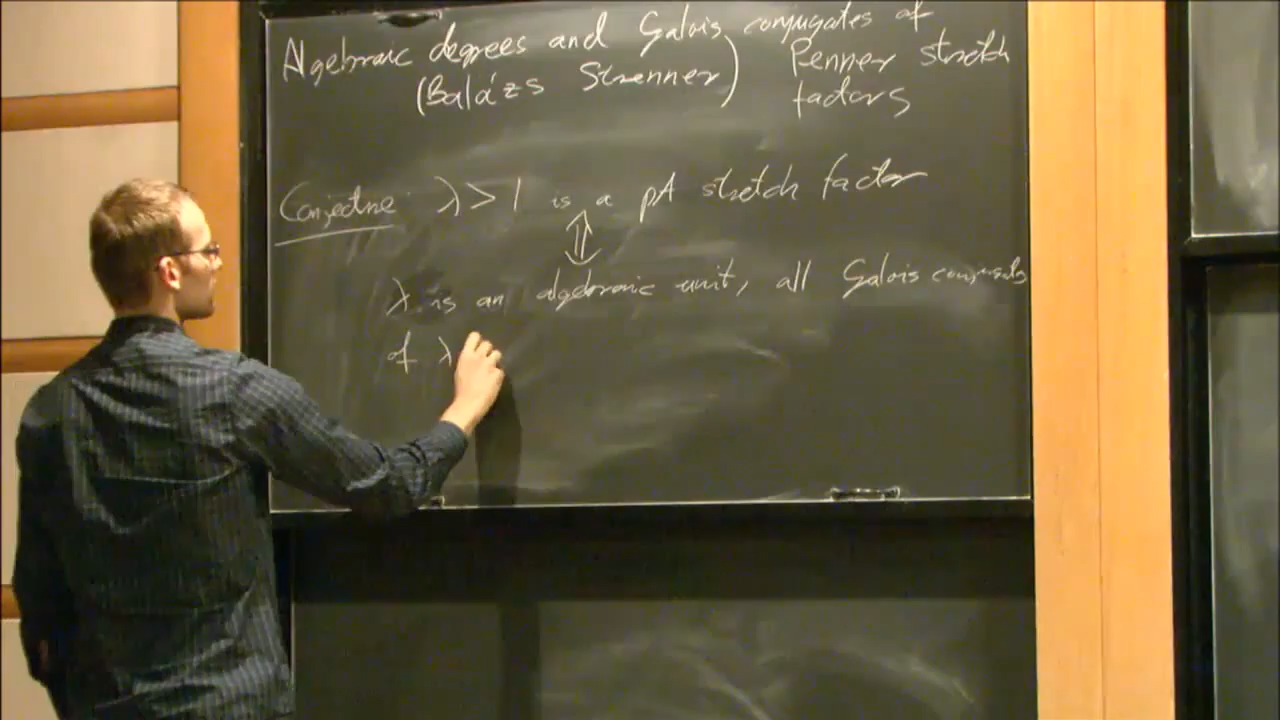 Algebraic degrees and Galois conjugates of
(Balázs Strenner) Penner stretch
factors
Conjecture λ > 1 is a pA stretch factor
⇕
λ is an algebraic unit, all Galois conjugates
of λ